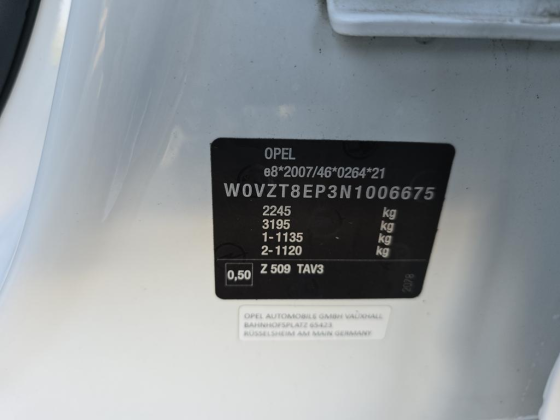 OPEL
e8*2007/46*0264*21
W0VZT8EP3N1006675
2245 kg
3195 kg
1-1135 kg
2-1120 kg
0,50 Z 509 TAV3
OPEL AUTOMOBILE GMBH VAUXHALL
BAHNHOFSPLATZ 65423
RÜSSELSHEIM AM MAIN GERMANY